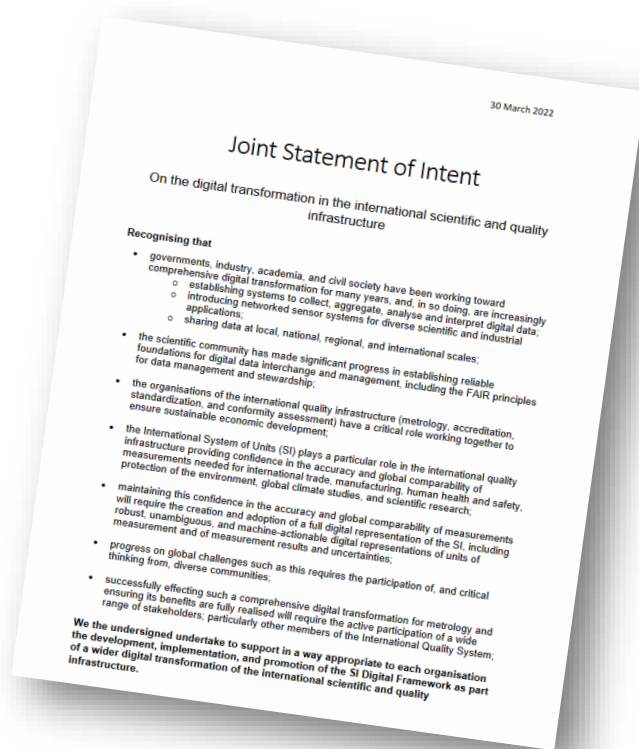 30 March 2022
Joint Statement of Intent
On the digital transformation in the international scientific and quality
infrastructure
Recognising that
• governments, industry, academia, and civil society have been working toward
comprehensive digital transformation for many years, and, in so doing, are increasingly
o establishing systems to collect, aggregate, analyse and interpret digital data;
o introducing networked sensor systems for diverse scientific and industrial
applications;
o sharing data at local, national, regional, and international scales;
• the scientific community has made significant progress in establishing reliable
foundations for digital data interchange and management, including the FAIR principles
for data management and stewardship;
• the organisations of the international quality infrastructure (metrology, accreditation,
standardization, and conformity assessment) have a critical role working together to
ensure sustainable economic development;
• the International System of Units (SI) plays a particular role in the international quality
infrastructure providing confidence in the accuracy and global comparability of
measurements needed for international trade, manufacturing, human health and safety,
protection of the environment, global climate studies, and scientific research;
• maintaining this confidence in the accuracy and global comparability of measurements
will require the creation and adoption of a full digital representation of the SI, including
robust, unambiguous, and machine-actionable digital representations of units of
measurement and of measurement results and uncertainties;
• progress on global challenges such as this requires the participation of, and critical
thinking from, diverse communities;
• successfully effecting such a comprehensive digital transformation for metrology and
ensuring its benefits are fully realised will require the active participation of a wide
range of stakeholders; particularly other members of the International Quality System;
We the undersigned undertake to support in a way appropriate to each organisation
the development, implementation, and promotion of the SI Digital Framework as part
of a wider digital transformation of the international scientific and quality
infrastructure.